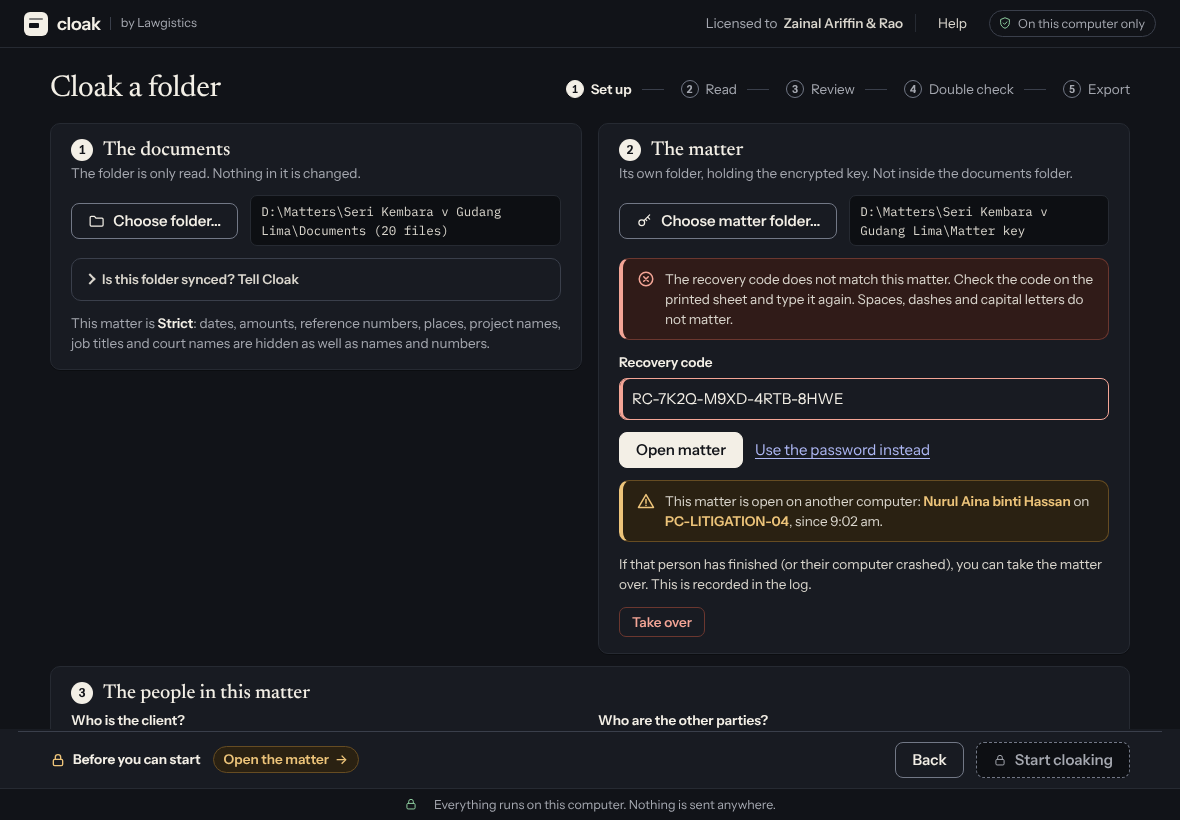 cloak by Lawgistics
Licensed to Zainal Ariffin & Rao
Help
On this computer only
Cloak a folder
1 Set up
2 Read
3 Review
4 Double check
5 Export
1 The documents
The folder is only read. Nothing in it is changed.
Choose folder...
D:\Matters\Seri Kembara v Gudang
Lima\Documents (20 files)
Is this folder synced? Tell Cloak
This matter is Strict: dates, amounts, reference numbers, places, project names,
job titles and court names are hidden as well as names and numbers.
2 The matter
Its own folder, holding the encrypted key. Not inside the documents folder.
Choose matter folder...
D:\Matters\Seri Kembara v
Gudang Lima\Matter key
The recovery code does not match this matter. Check the code on the
printed sheet and type it again. Spaces, dashes and capital letters do
not matter.
Recovery code
RC-7K2Q-M9XD-4RTB-8HWE
Open matter
Use the password instead
This matter is open on another computer: Nurul Aina binti Hassan on
PC-LITIGATION-04, since 9:02 am.
If that person has finished (or their computer crashed), you can take the matter
over. This is recorded in the log.
Take over
3 The people in this matter
Who is the client?
Who are the other parties?
Before you can start
Open the matter →
Back
Start cloaking
Everything runs on this computer. Nothing is sent anywhere.